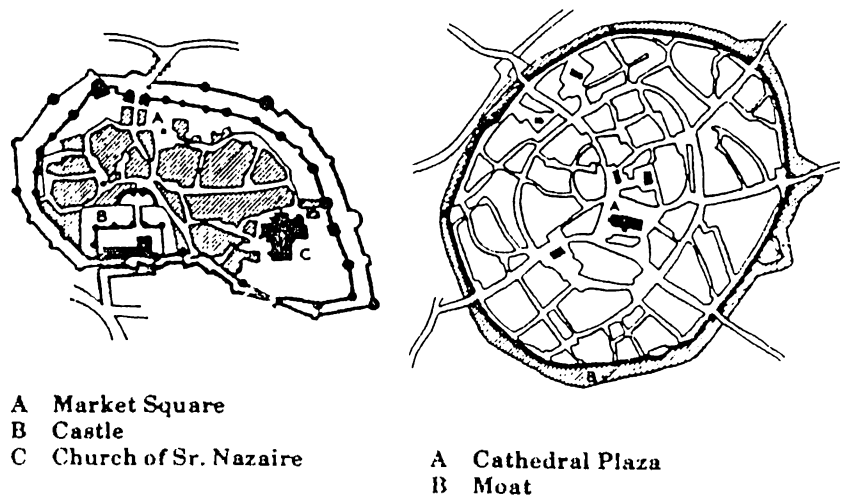 A
B
C
A Market Square
B Castle
C Church of Sr. Nazaire
A
B
A Cathedral Plaza
B Moat